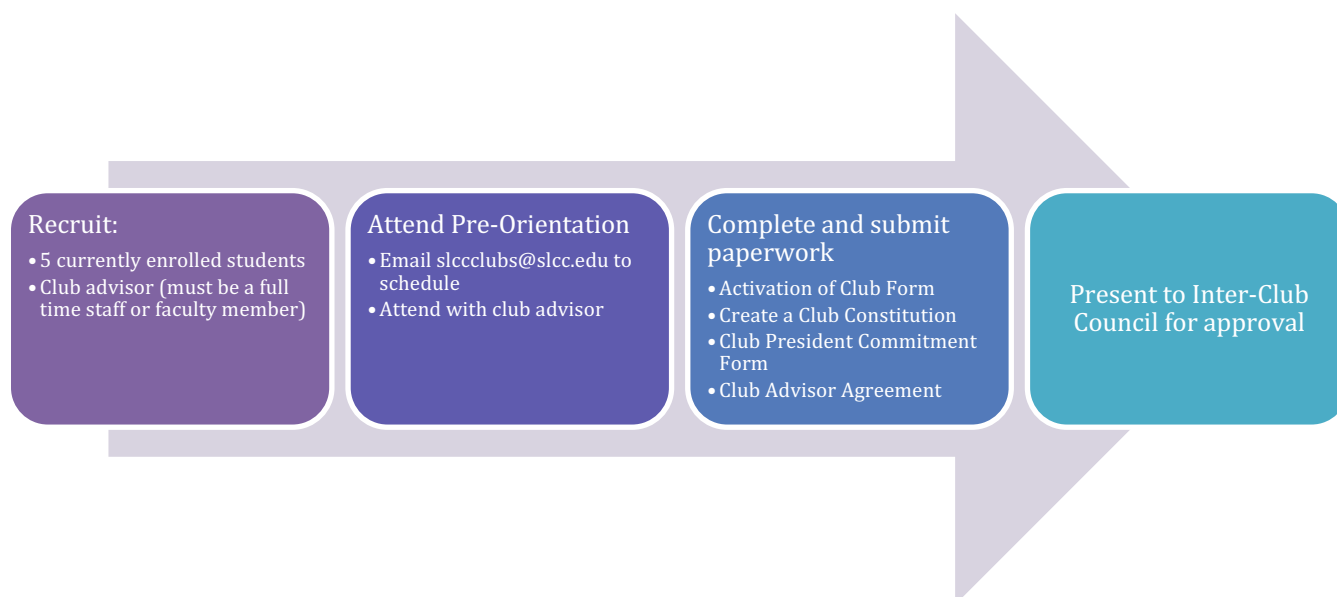 Recruit:
• 5 currently enrolled students
• Club advisor (must be a full
time staff or faculty member)
Attend Pre-Orientation
• Email slccclubs@slcc.edu to
schedule
• Attend with club advisor
Complete and submit
paperwork
• Activation of Club Form
• Create a Club Constitution
• Club President Commitment
Form
• Club Advisor Agreement
Present to Inter-Club
Council for approval